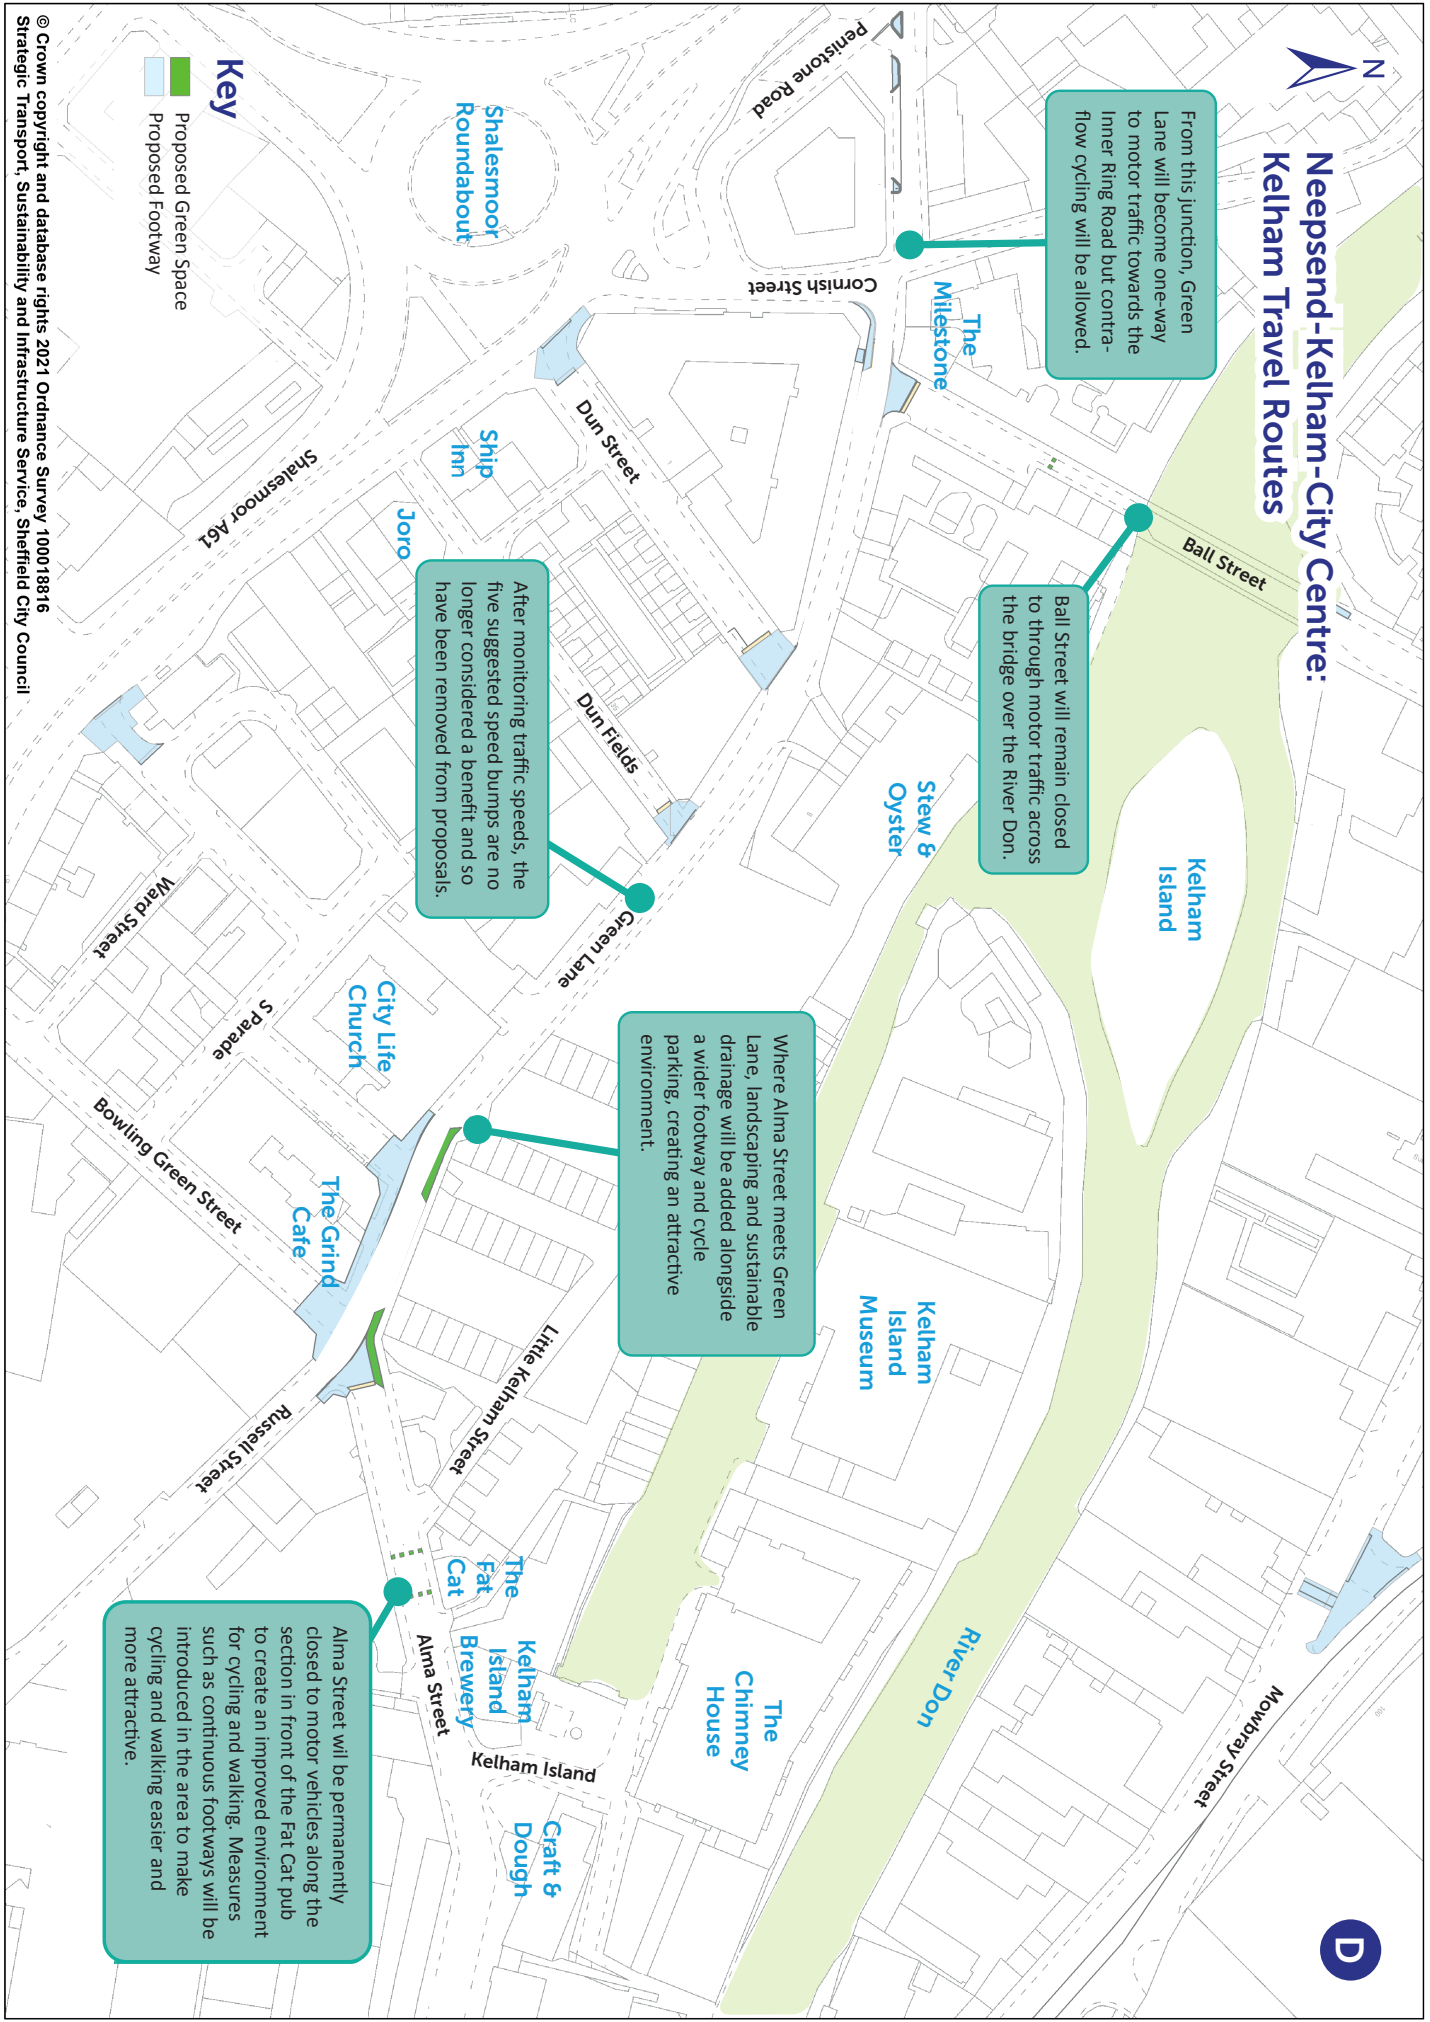 Neepsend-Kelham-City Centre:
Kelham Travel Routes
N
D
From this junction, Green
Lane will become one-way
to motor traffic towards the
Inner Ring Road but contra-
flow cycling will be allowed.
Ball Street will remain closed
to through motor traffic across
the bridge over the River Don.
Where Alma Street meets Green
Lane, landscaping and sustainable
drainage will be added alongside
a wider footway and cycle
parking, creating an attractive
environment.
After monitoring traffic speeds, the
five suggested speed bumps are no
longer considered a benefit and so
have been removed from proposals.
Alma Street wil be permanently
closed to motor vehicles along the
section in front of the Fat Cat pub
to create an improved environment
for cycling and walking. Measures
such as continuous footways will be
introduced in the area to make
cycling and walking easier and
more attractive.
Ball Street
Kelham
Island
Mowbray Street
River Don
The
Milestone
Stew &
Oyster
Kelham
Island
Museum
The
Chimney
House
Penistone Road
Cornish Street
Dun Street
Dun Fields
Green Lane
Little Kelham Street
Kelham Island
Craft &
Dough
The
Fat
Cat
Kelham
Island
Brewery
Alma Street
Shalesmoor
Roundabout
Ship
Inn
Joro
Shalesmoor A61
City Life
Church
The Grind
Cafe
Ward Street
S Parade
Bowling Green Street
Russell Street
Key
Proposed Green Space
Proposed Footway
© Crown copyright and database rights 2021 Ordnance Survey 100018816
Strategic Transport, Sustainability and Infrastructure Service, Sheffield City Council